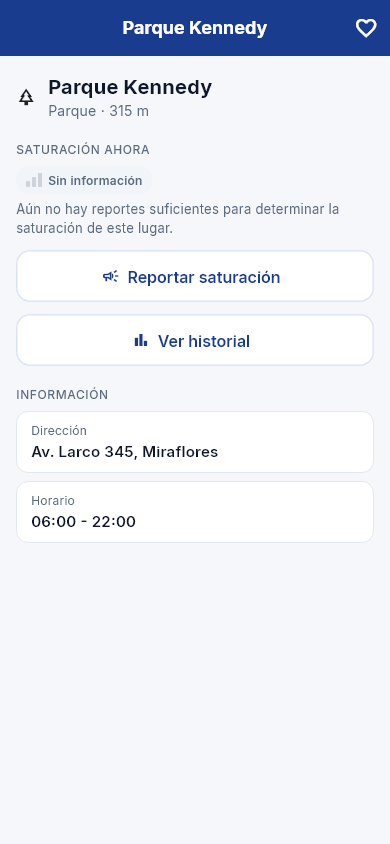 Parque Kennedy
Parque Kennedy
Parque · 315 m
SATURACIÓN AHORA
Sin información
Aún no hay reportes suficientes para determinar la
saturación de este lugar.
Reportar saturación
Ver historial
INFORMACIÓN
Dirección
Av. Larco 345, Miraflores
Horario
06:00 - 22:00